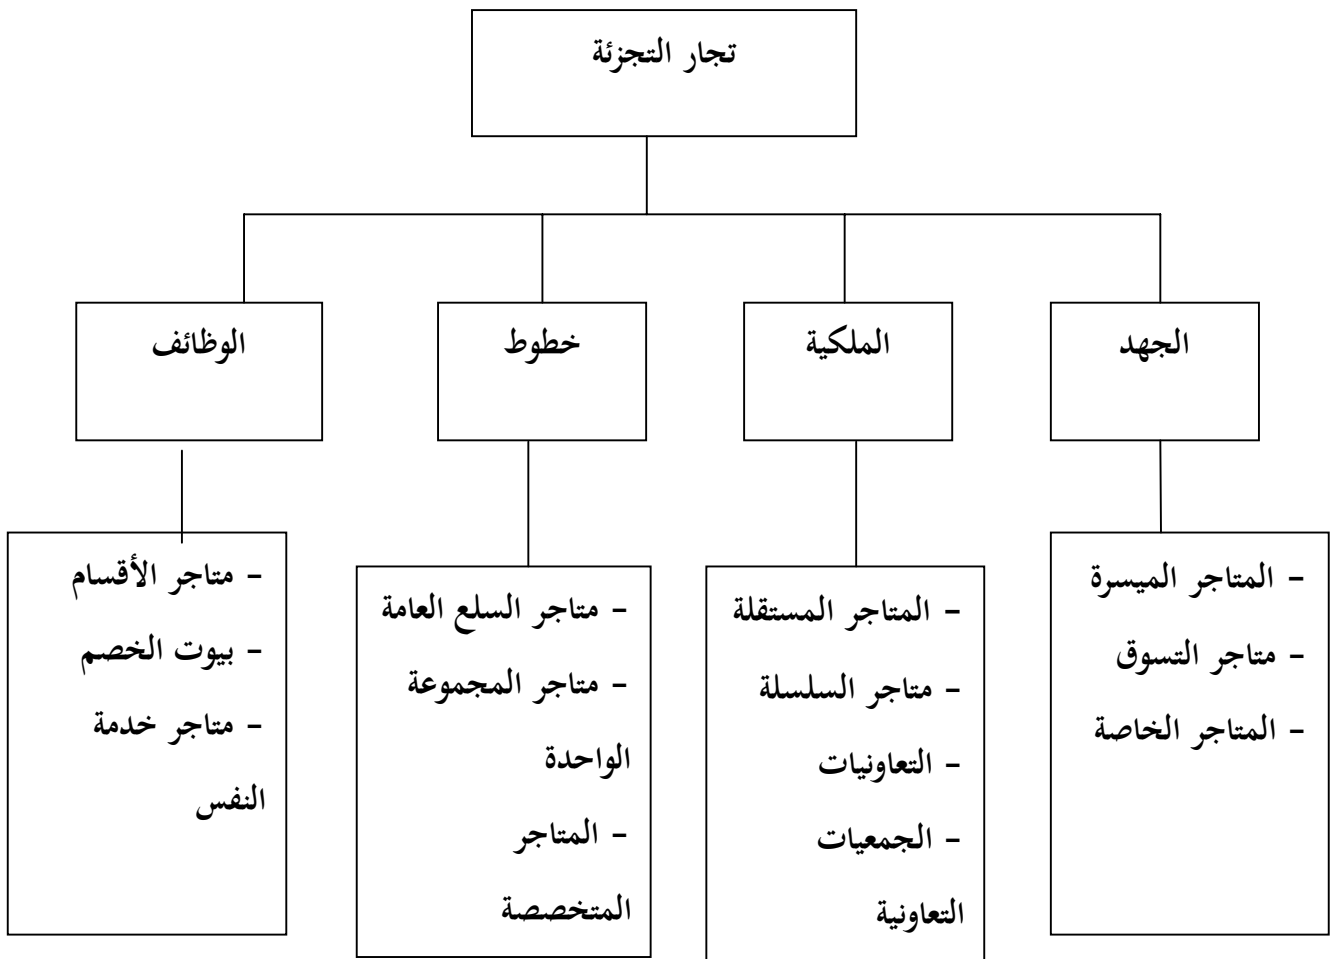 تجار التجزئة
الجهد
الملكية
خطوط
الوظائف
- المتاجر الميسرة
- متاجر التسوق
- المتاجر الخاصة
- المتاجر المستقلة
- متاجر السلسلة
- التعاونيات
- الجمعيات
التعاونية
- متاجر السلع العامة
- متاجر المجموعة
الواحدة
- المتاجر
المتخصصة
- متاجر الأقسام
- بيوت الخصم
- متاجر خدمة
النفس